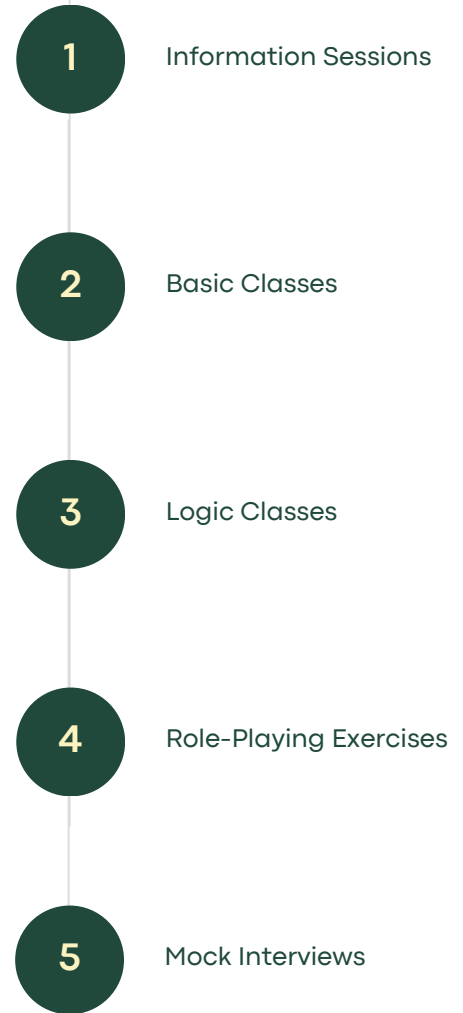 1 Information Sessions
2 Basic Classes
3 Logic Classes
4 Role-Playing Exercises
5 Mock Interviews